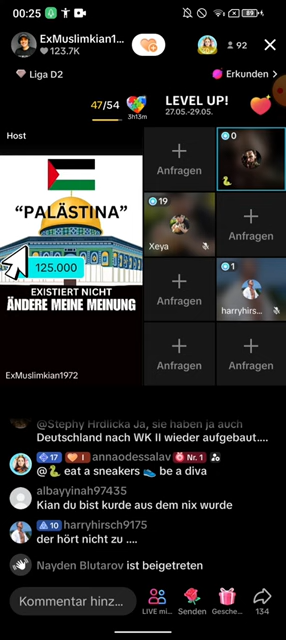 00:25
89
ExMuslimkian1...
123.7K
92
Liga D2
Erkunden
47/54
3h13m
LEVEL UP!
27.05.-29.05.
Host
"PALÄSTINA"
125.000
EXISTIERT NICHT
ÄNDERE MEINE MEINUNG
ExMuslimkian1972
Anfragen
0
19
Xeya
Anfragen
Anfragen
1
harryhirs...
Anfragen
Anfragen
@Stephy Hrdlicka Ja, sie haben ja auch
Deutschland nach WK II wieder aufgebaut....
17 I annaodessalav Nr. 1
@🐍 eat a sneakers 👟 be a diva
albayyinah97435
Kian du bist kurde aus dem nix wurde
10 harryhirsch9175
der hört nicht zu ....
Nayden Blutarov ist beigetreten
Kommentar hinz...
LIVE mi...
Senden
Gesche...
134